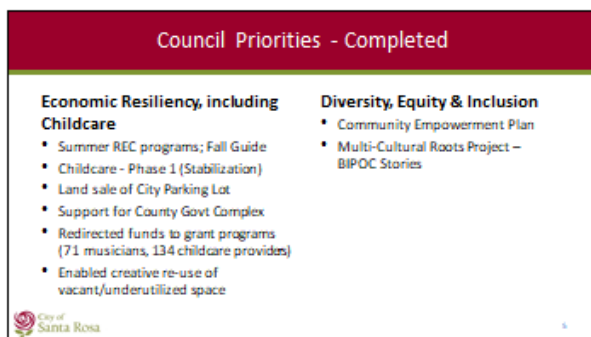 Council Priorities - Completed
Economic Resiliency, including
Childcare
• Summer REC programs; Fall Guide
• Childcare - Phase 1 (Stabilization)
• Land sale of City Parking Lot
• Support for County Govt Complex
• Redirected funds to grant programs
(71 musicians, 134 childcare providers)
• Enabled creative re-use of
vacant/underutilized space
Diversity, Equity & Inclusion
• Community Empowerment Plan
• Multi-Cultural Roots Project –
BIPOC Stories
City of
Santa Rosa